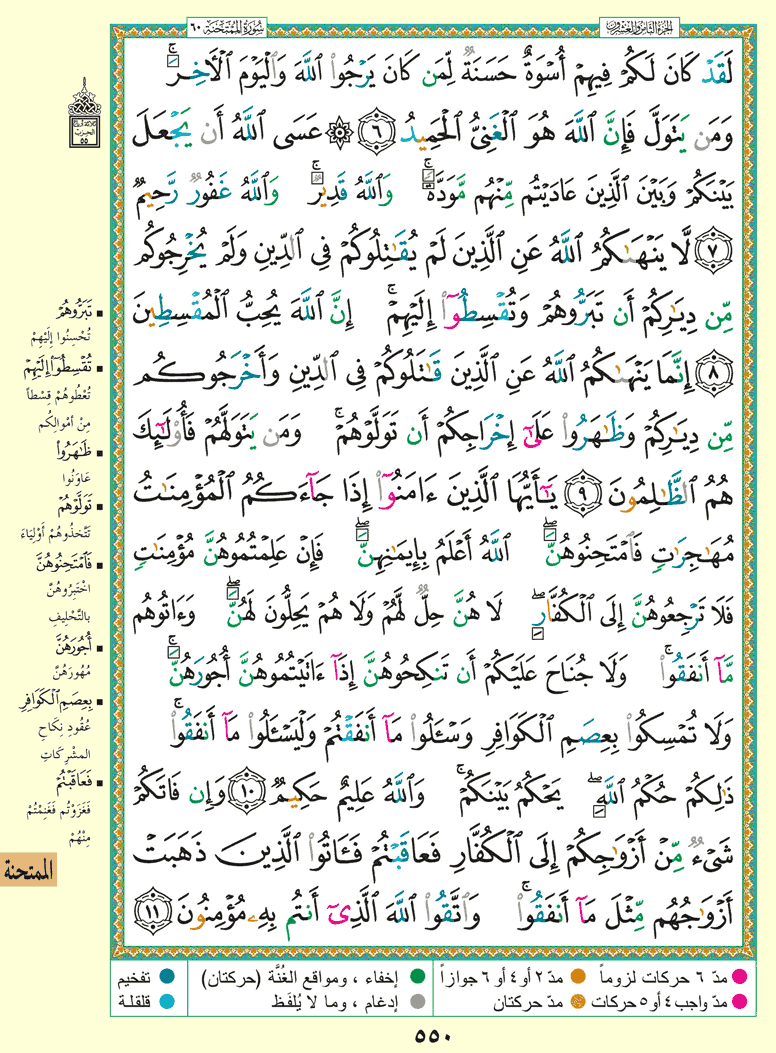 الجزء الثامن والعشرون
سورة الممتحنة ٦٠
لَقَدْ كَانَ لَكُمْ فِيهِمْ أُسْوَةٌ حَسَنَةٌ لِّمَن كَانَ يَرْجُوا۟ ٱللَّهَ وَٱلْيَوْمَ ٱلْأَخِرَ ۚ
وَمَن يَتَوَلَّ فَإِنَّ ٱللَّهَ هُوَ ٱلْغَنِىُّ ٱلْحَمِيدُ ٦ ۞ عَسَى ٱللَّهُ أَن يَجْعَلَ
بَيْنَكُمْ وَبَيْنَ ٱلَّذِينَ عَادَيْتُم مِّنْهُم مَّوَدَّةً ۚ وَٱللَّهُ قَدِيرٌ ۚ وَٱللَّهُ غَفُورٌ رَّحِيمٌ
٧ لَّا يَنْهَىٰكُمُ ٱللَّهُ عَنِ ٱلَّذِينَ لَمْ يُقَـٰتِلُوكُمْ فِى ٱلدِّينِ وَلَمْ يُخْرِجُوكُم
مِّن دِيَـٰرِكُمْ أَن تَبَرُّوهُمْ وَتُقْسِطُوٓا۟ إِلَيْهِمْ ۚ إِنَّ ٱللَّهَ يُحِبُّ ٱلْمُقْسِطِينَ
٨ إِنَّمَا يَنْهَىٰكُمُ ٱللَّهُ عَنِ ٱلَّذِينَ قَـٰتَلُوكُمْ فِى ٱلدِّينِ وَأَخْرَجُوكُم
مِّن دِيَـٰرِكُمْ وَظَـٰهَرُوا۟ عَلَىٰٓ إِخْرَاجِكُمْ أَن تَوَلَّوْهُمْ ۚ وَمَن يَتَوَلَّهُمْ فَأُو۟لَـٰٓئِكَ
هُمُ ٱلظَّـٰلِمُونَ ٩ يَـٰٓأَيُّهَا ٱلَّذِينَ ءَامَنُوٓا۟ إِذَا جَآءَكُمُ ٱلْمُؤْمِنَـٰتُ
مُهَـٰجِرَٰتٍ فَٱمْتَحِنُوهُنَّ ۖ ٱللَّهُ أَعْلَمُ بِإِيمَـٰنِهِنَّ ۖ فَإِنْ عَلِمْتُمُوهُنَّ مُؤْمِنَـٰتٍ
فَلَا تَرْجِعُوهُنَّ إِلَى ٱلْكُفَّارِ ۖ لَا هُنَّ حِلٌّ لَّهُمْ وَلَا هُمْ يَحِلُّونَ لَهُنَّ ۖ وَءَاتُوهُم
مَّآ أَنفَقُوا۟ ۚ وَلَا جُنَاحَ عَلَيْكُمْ أَن تَنكِحُوهُنَّ إِذَآ ءَاتَيْتُمُوهُنَّ أُجُورَهُنَّ ۚ
وَلَا تُمْسِكُوا۟ بِعِصَمِ ٱلْكَوَافِرِ وَسْـَٔلُوا۟ مَآ أَنفَقْتُمْ وَلْيَسْـَٔلُوا۟ مَآ أَنفَقُوا۟ ۚ
ذَٰلِكُمْ حُكْمُ ٱللَّهِ ۖ يَحْكُمُ بَيْنَكُمْ ۚ وَٱللَّهُ عَلِيمٌ حَكِيمٌ ١٠ وَإِن فَاتَكُمْ
شَىْءٌ مِّنْ أَزْوَٰجِكُمْ إِلَى ٱلْكُفَّارِ فَعَاقَبْتُمْ فَـَٔاتُوا۟ ٱلَّذِينَ ذَهَبَتْ
أَزْوَٰجُهُم مِّثْلَ مَآ أَنفَقُوا۟ ۚ وَٱتَّقُوا۟ ٱللَّهَ ٱلَّذِىٓ أَنتُم بِهِۦ مُؤْمِنُونَ ١١
الحزب
٥٥
تَبَرُّوهُمْ
تُحْسِنُوا إِلَيْهِمْ
تُقْسِطُوٓا۟ إِلَيْهِمْ
تُعْطُوهُمْ قِسْطاً
مِنْ أَمْوَالِكُم
ظَـٰهَرُوا۟
عَاوَنُوا
تَوَلَّوْهُمْ
تَتَّخِذُوهُمْ أَوْلِيَاءَ
فَٱمْتَحِنُوهُنَّ
اخْتَبِرُوهُنَّ
بِالتَّحْلِيفِ
أُجُورَهُنَّ
مُهُورَهُنَّ
بِعِصَمِ ٱلْكَوَافِرِ
عُقُودِ نِكَاحِ
المشْرِكَاتِ
فَعَاقَبْتُمْ
فَغَزَوْتُم فَغَنِمْتُمْ
مِنْهُمْ
الممتحنة
مدّ ٦ حركات لزوماً
مدّ ٢ أو ٤ أو ٦ جوازاً
إخفاء ، ومواقع الغُنَّة (حركتان)
تفخيم
مدّ واجب ٤ أو ٥ حركات
مدّ حركتان
إدغام ، وما لا يُلفَظ
قلقلة
٥٥٠